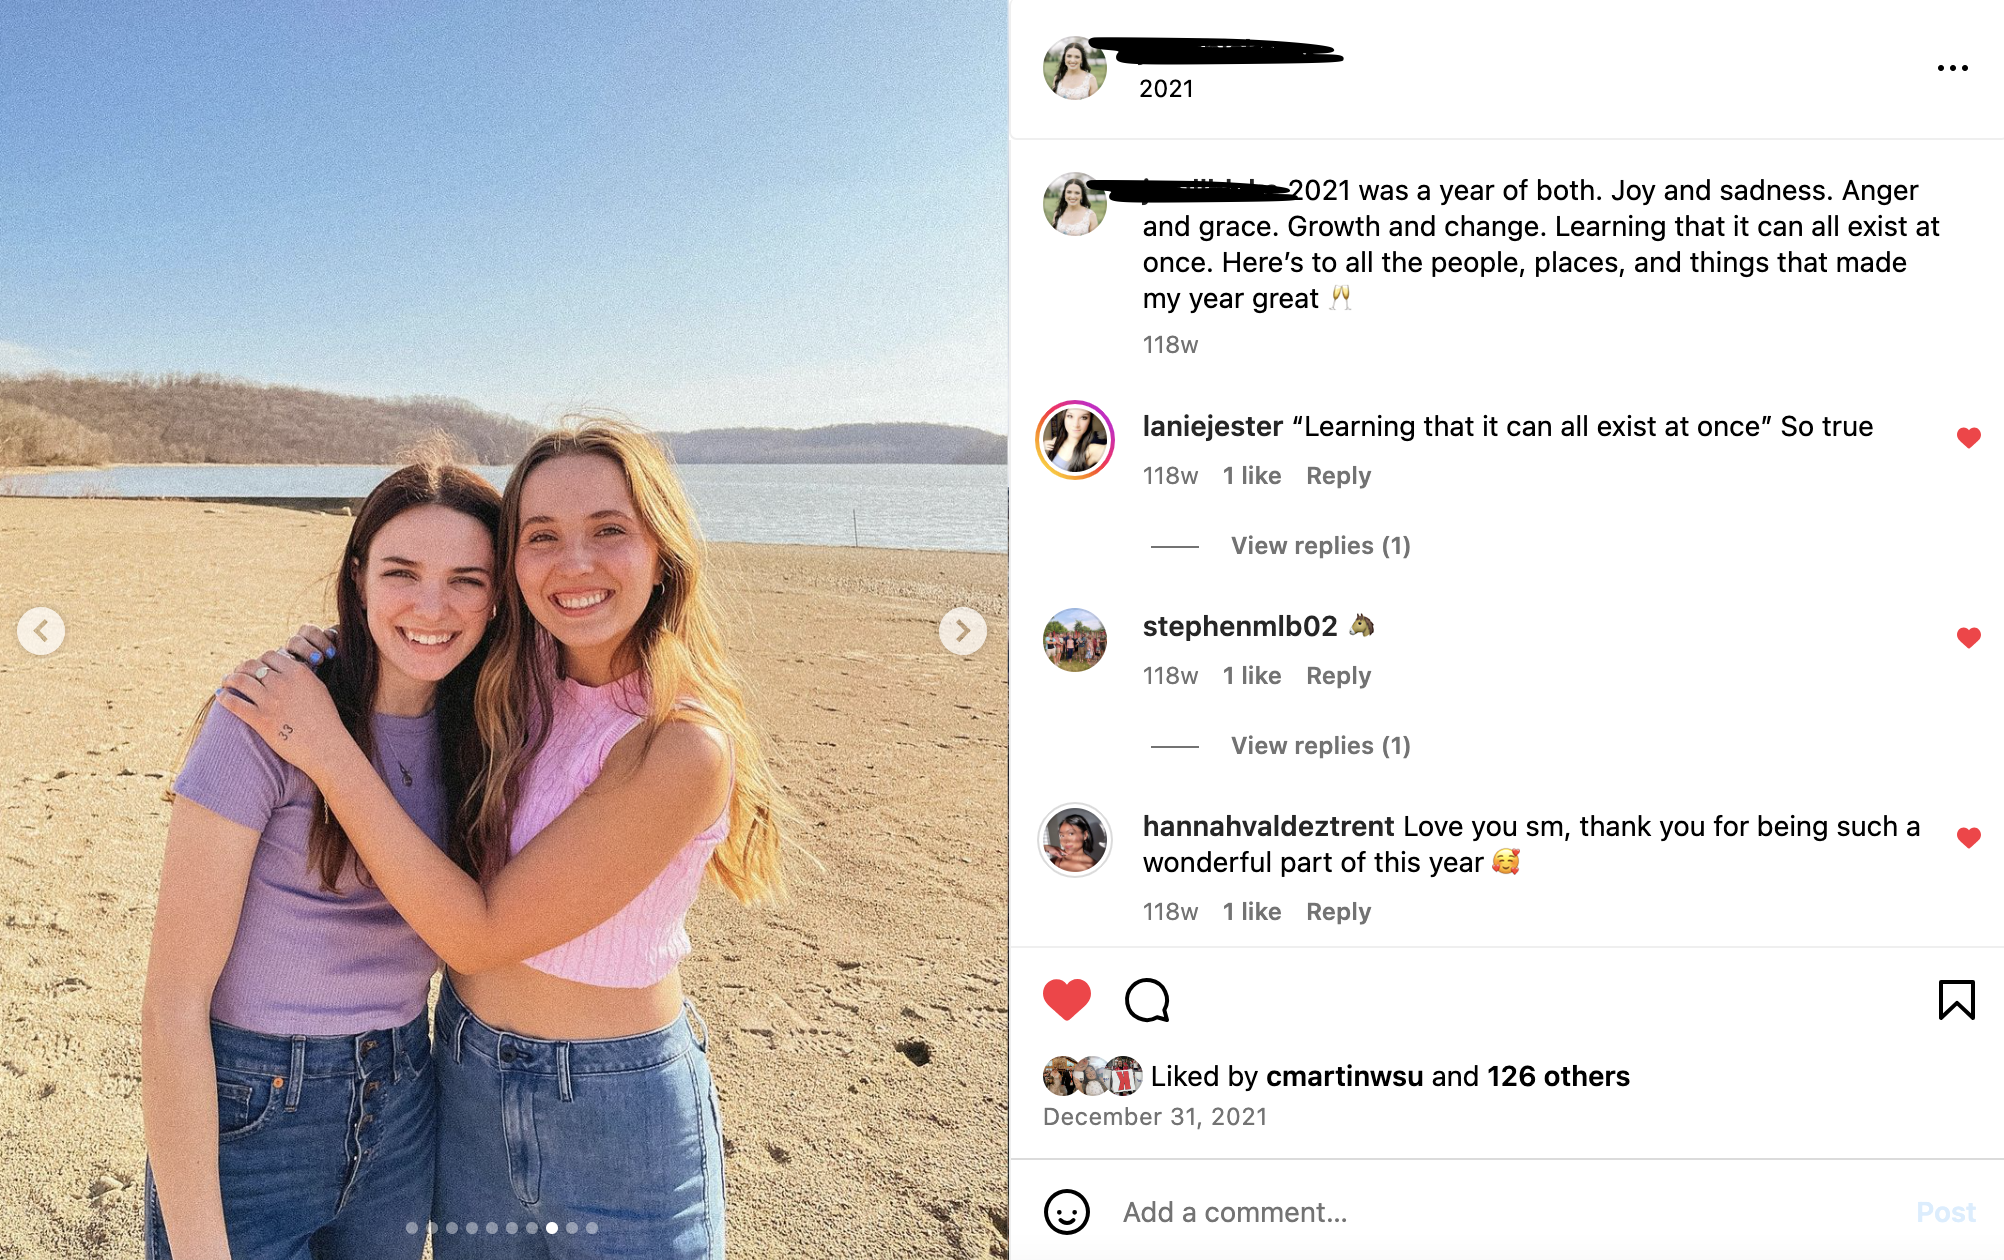 2021
2021 was a year of both. Joy and sadness. Anger
and grace. Growth and change. Learning that it can all exist at
once. Here’s to all the people, places, and things that made
my year great 🥂
118w
laniejester “Learning that it can all exist at once” So true
118w 1 like Reply
View replies (1)
stephenmlb02 🐴
118w 1 like Reply
View replies (1)
hannahvaldeztrent Love you sm, thank you for being such a
wonderful part of this year 🥰
118w 1 like Reply
Liked by cmartinwsu and 126 others
December 31, 2021
Add a comment...
Post
33